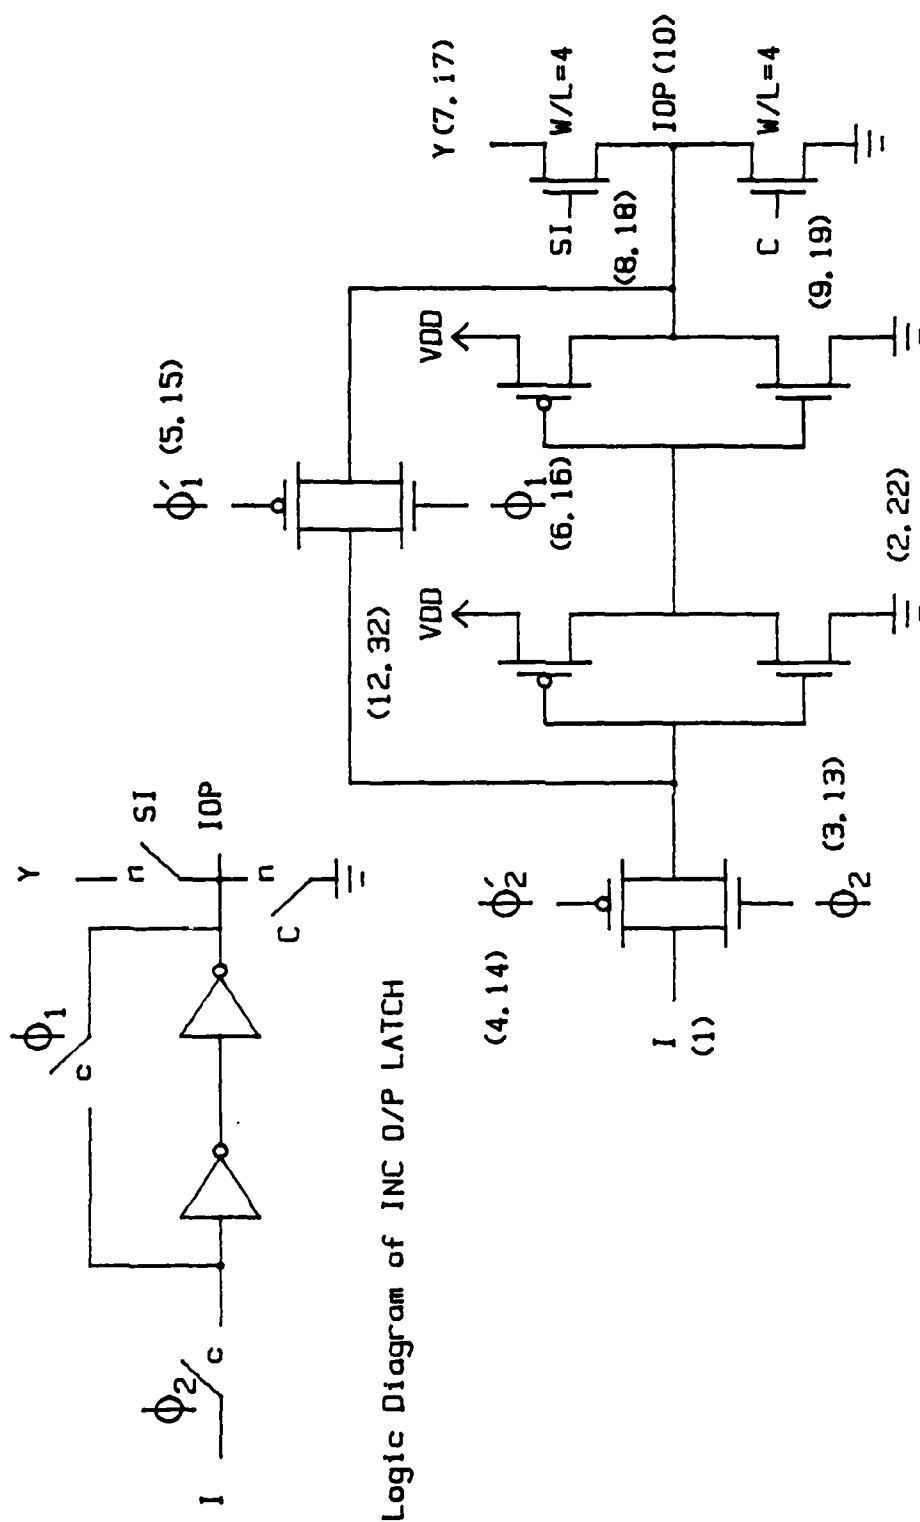 Y
ϕ1
SI
c
n
ϕ2
IOP
I
c
n
C
Logic Diagram of INC O/P LATCH
ϕ1′ (5,15)
(12,32)
ϕ1
(6,16)
VDD
VDD
Y(7,17)
W/L=4
SI
(8,18)
IOP(10)
W/L=4
C
(9,19)
(4,14)
ϕ2′
I
(1)
ϕ2
(3,13)
(2,22)